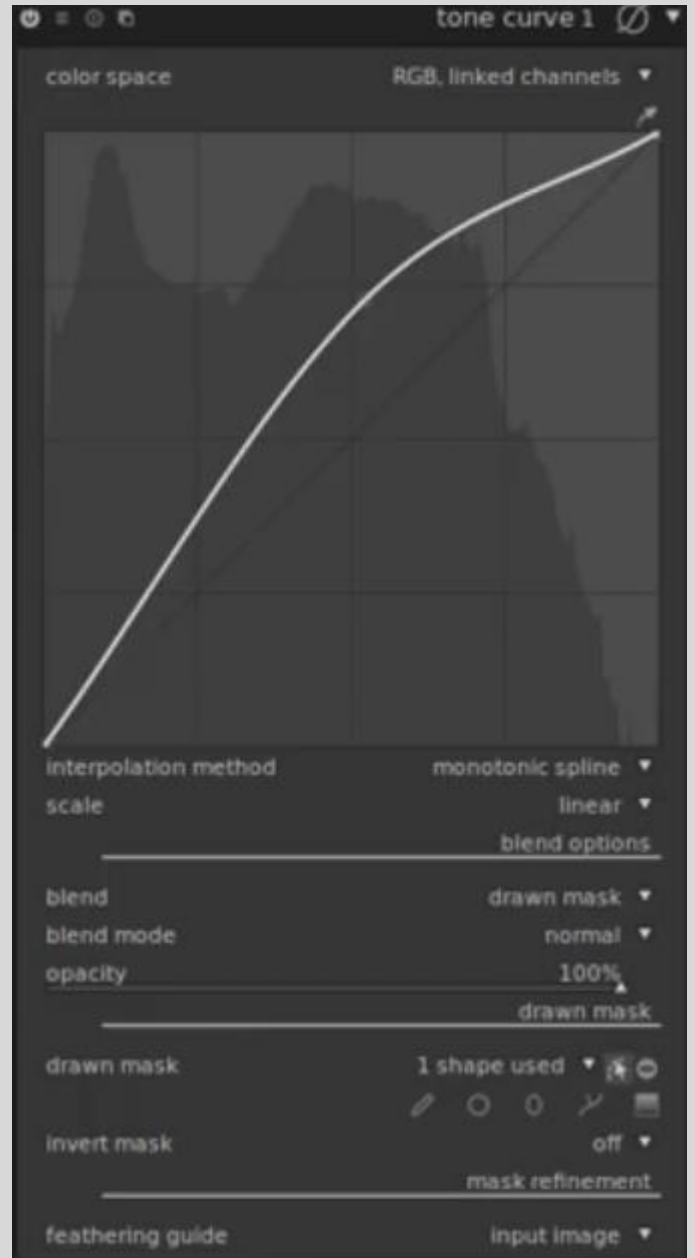 tone curve 1
color space RGB, linked channels
interpolation method monotonic spline
scale linear
blend options
blend drawn mask
blend mode normal
opacity 100%
drawn mask
drawn mask 1 shape used
invert mask off
mask refinement
feathering guide input image